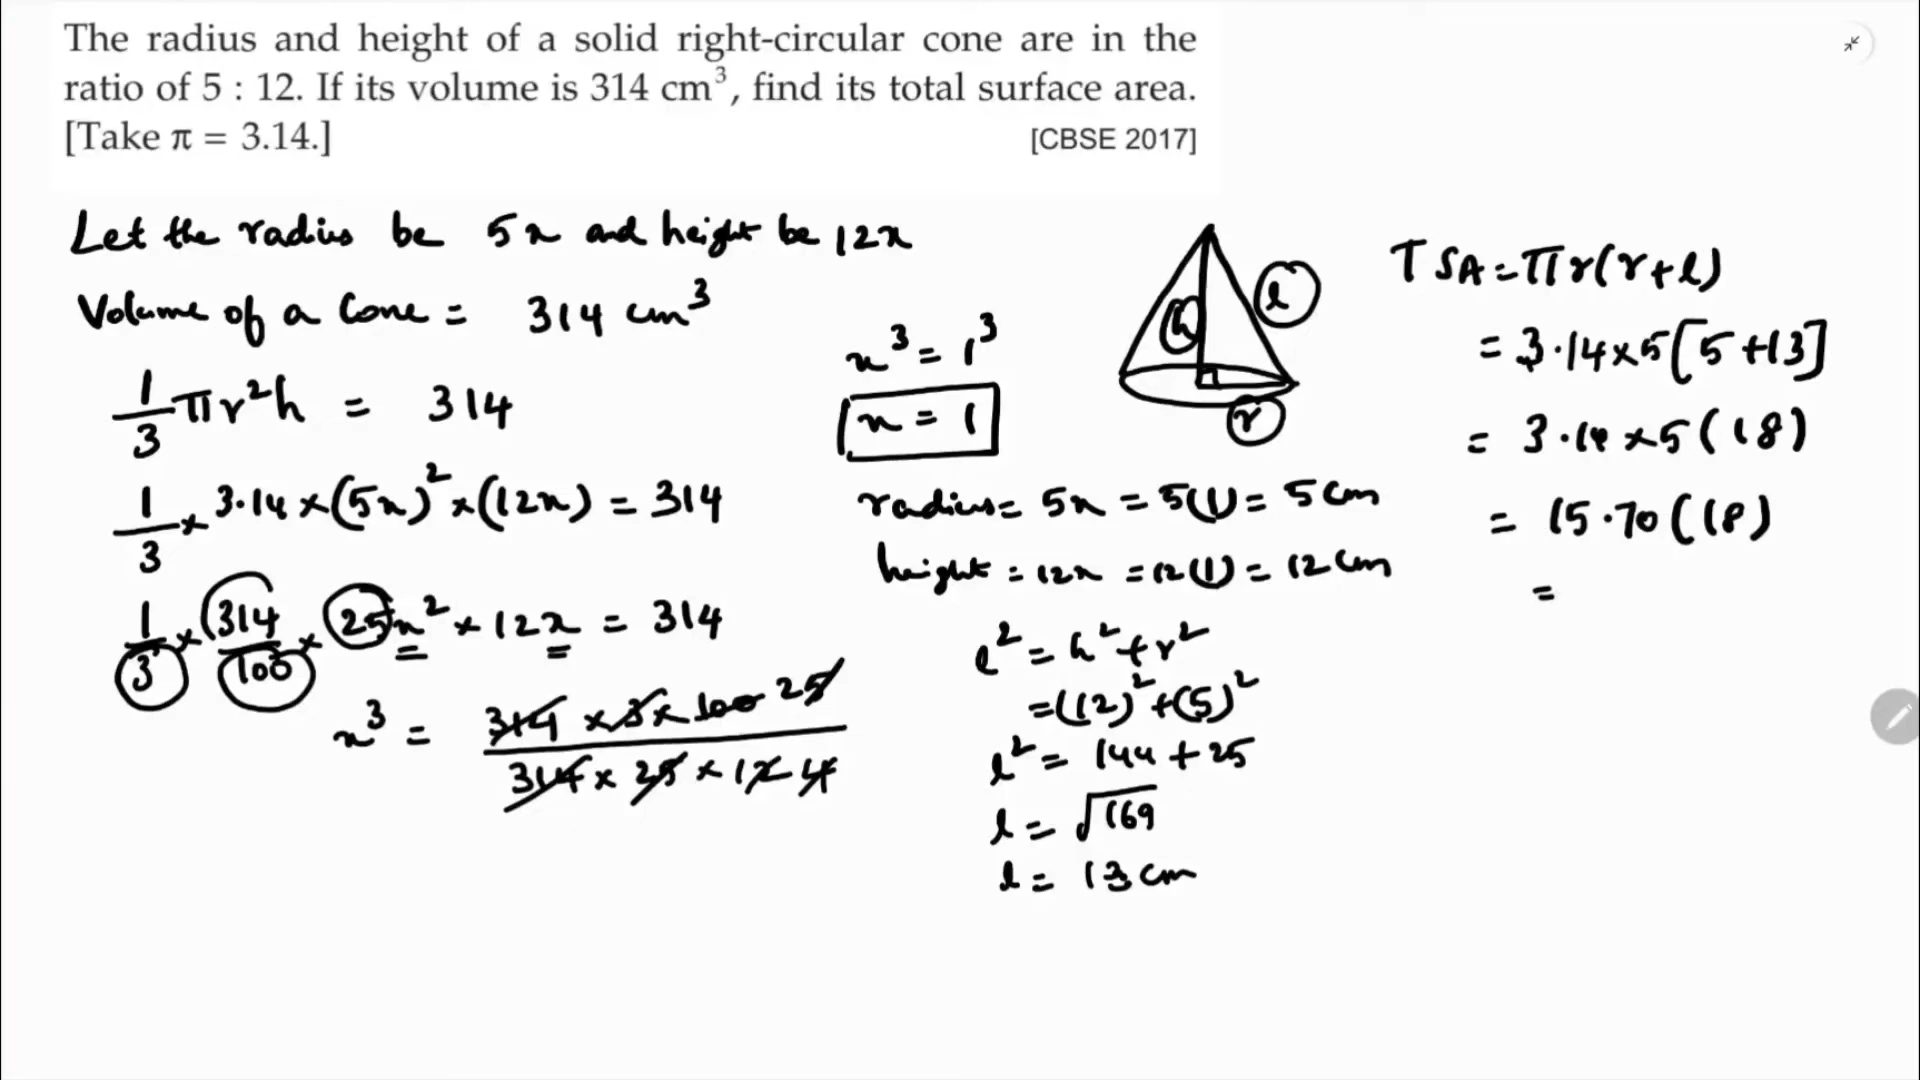 The radius and height of a solid right-circular cone are in the
ratio of 5 : 12. If its volume is 314 cm³, find its total surface area.
[Take π = 3.14.] [CBSE 2017]
Let the radius be 5x and height be 12x
Volume of a Cone = 314 cm³
1/3 πr²h = 314
1/3 × 3.14 × (5x)² × (12x) = 314
1/3 × 314/100 × 25x² × 12x = 314
x³ = 314 × 3 × 100 25 / 314 × 25 × 12 4
x³ = 1³
x = 1
h
l
r
radius = 5x = 5(1) = 5 cm
height = 12x = 12(1) = 12 cm
l² = h² + r²
= (12)² + (5)²
l² = 144 + 25
l = √169
l = 13 cm
TSA = πr(r+l)
= 3.14×5[5+13]
= 3.14×5(18)
= 15.70(18)
=